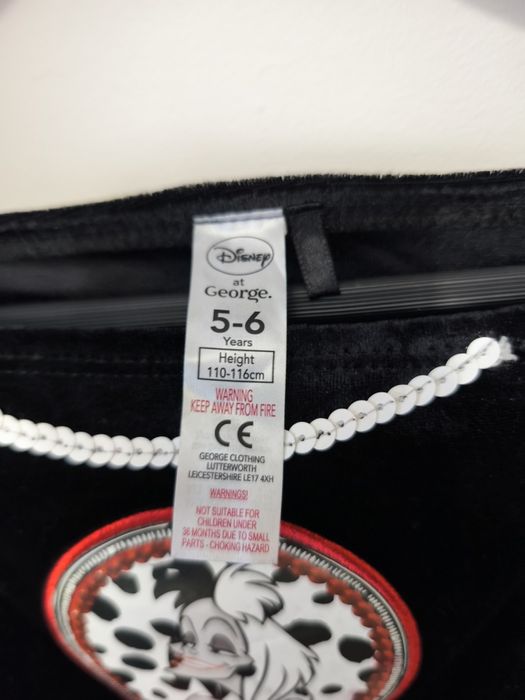 Disney
at
George.
5-6
Years
Height
110-116cm
WARNING
KEEP AWAY FROM FIRE
CE
GEORGE CLOTHING
LUTTERWORTH
LEICESTERSHIRE LE17 4XH
WARNINGS!
NOT SUITABLE FOR
CHILDREN UNDER
36 MONTHS DUE TO SMALL
PARTS - CHOKING HAZARD